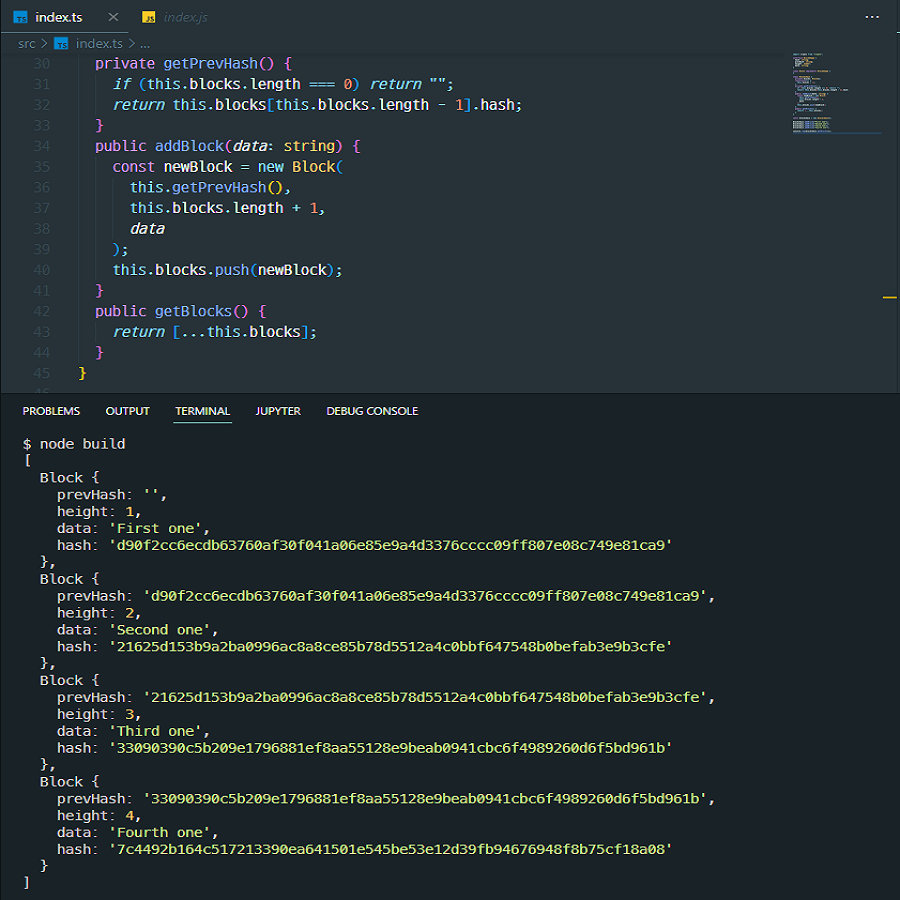 TS index.ts × JS index.js ...
src > TS index.ts > ...
30 private getPrevHash() {
31 if (this.blocks.length === 0) return "";
32 return this.blocks[this.blocks.length - 1].hash;
33 }
34 public addBlock(data: string) {
35 const newBlock = new Block(
36 this.getPrevHash(),
37 this.blocks.length + 1,
38 data
39 );
40 this.blocks.push(newBlock);
41 }
42 public getBlocks() {
43 return [...this.blocks];
44 }
45 }
PROBLEMS OUTPUT TERMINAL JUPYTER DEBUG CONSOLE
$ node build
[
Block {
prevHash: '',
height: 1,
data: 'First one',
hash: 'd90f2cc6ecdb63760af30f041a06e85e9a4d3376cccc09ff807e08c749e81ca9'
},
Block {
prevHash: 'd90f2cc6ecdb63760af30f041a06e85e9a4d3376cccc09ff807e08c749e81ca9',
height: 2,
data: 'Second one',
hash: '21625d153b9a2ba0996ac8a8ce85b78d5512a4c0bbf647548b0befab3e9b3cfe'
},
Block {
prevHash: '21625d153b9a2ba0996ac8a8ce85b78d5512a4c0bbf647548b0befab3e9b3cfe',
height: 3,
data: 'Third one',
hash: '33090390c5b209e1796881ef8aa55128e9beab0941cbc6f4989260d6f5bd961b'
},
Block {
prevHash: '33090390c5b209e1796881ef8aa55128e9beab0941cbc6f4989260d6f5bd961b',
height: 4,
data: 'Fourth one',
hash: '7c4492b164c517213390ea641501e545be53e12d39fb94676948f8b75cf18a08'
}
]